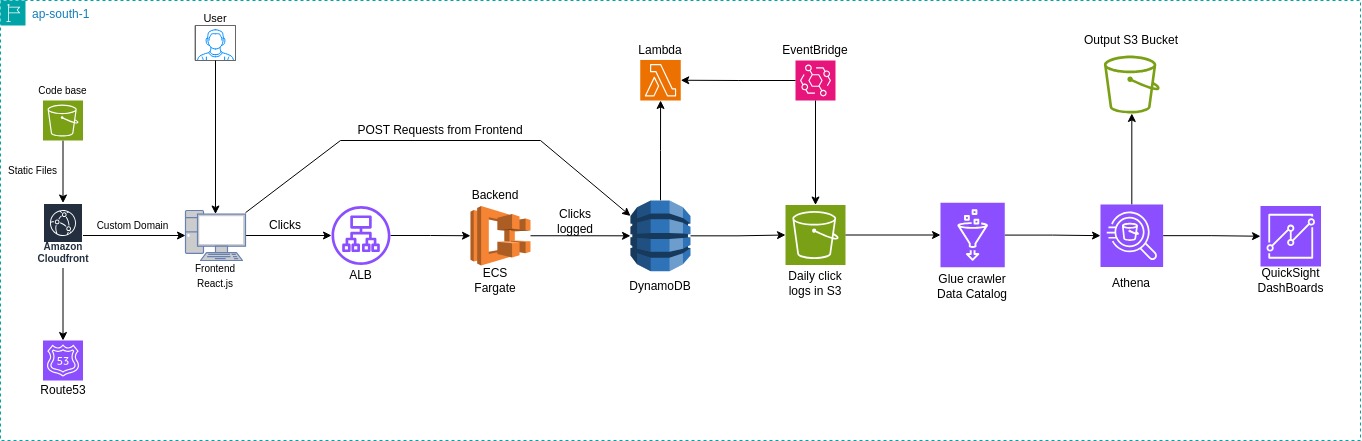 ap-south-1
User
Code base
Static Files
Amazon
Cloudfront
Custom Domain
53
Route53
Frontend
React.js
POST Requests from Frontend
Clicks
ALB
Backend
ECS
Fargate
Clicks
logged
DynamoDB
Lambda
EventBridge
Daily click
logs in S3
Glue crawler
Data Catalog
Athena
Output S3 Bucket
QuickSight
DashBoards